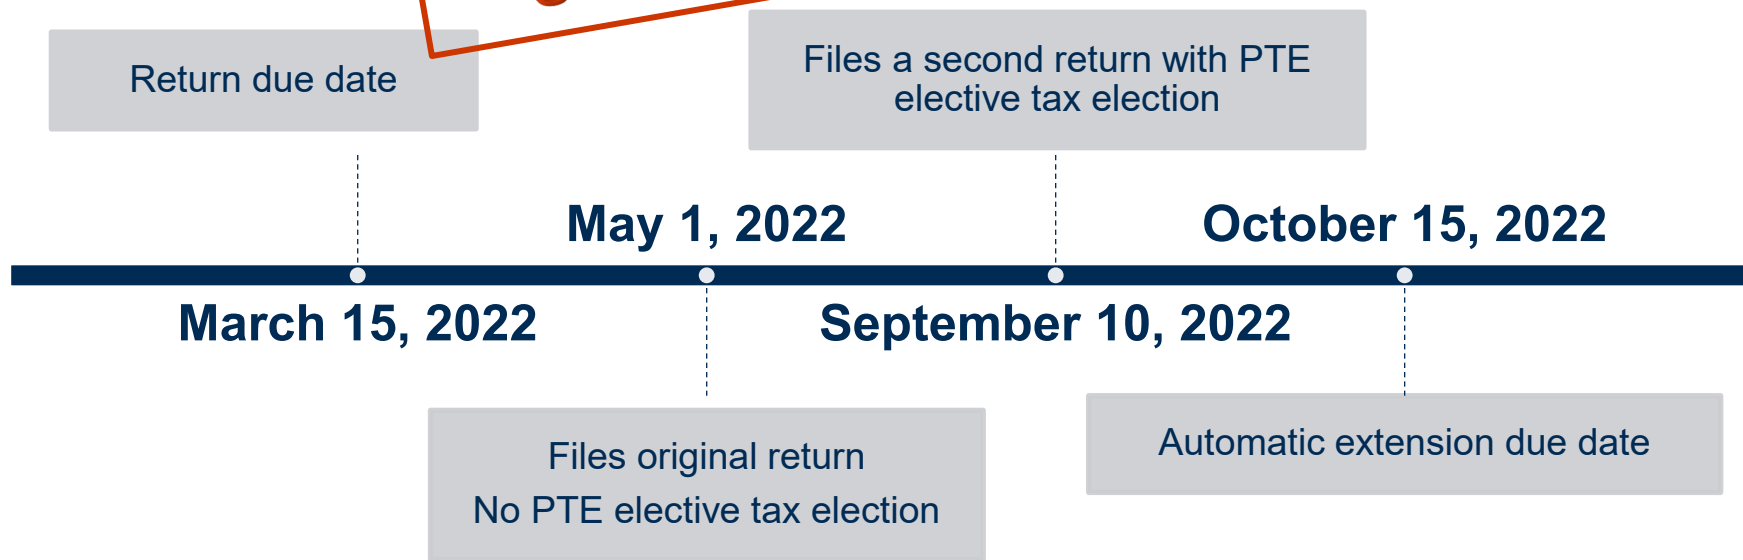 Return due date
Files a second return with PTE
elective tax election
May 1, 2022
October 15, 2022
March 15, 2022
September 10, 2022
Files original return
No PTE elective tax election
Automatic extension due date